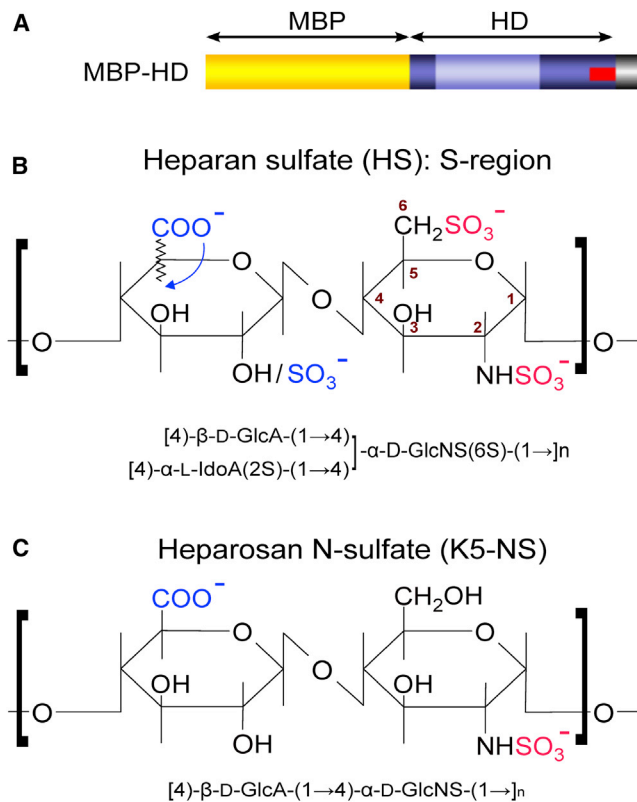 A
MBP HD
MBP-HD
B
Heparan sulfate (HS): S-region
COO⁻
6
CH₂SO₃⁻
O
5
O
OH
O
4
OH
1
3
2
O
OH/SO₃⁻
NHSO₃⁻
O
[4)-β-D-GlcA-(1→4)
[4)-α-L-IdoA(2S)-(1→4)
-α-D-GlcNS(6S)-(1→]n
C
Heparosan N-sulfate (K5-NS)
COO⁻
CH₂OH
O
O
OH
O
OH
O
OH
NHSO₃⁻
O
[4)-β-D-GlcA-(1→4)-α-D-GlcNS-(1→]n